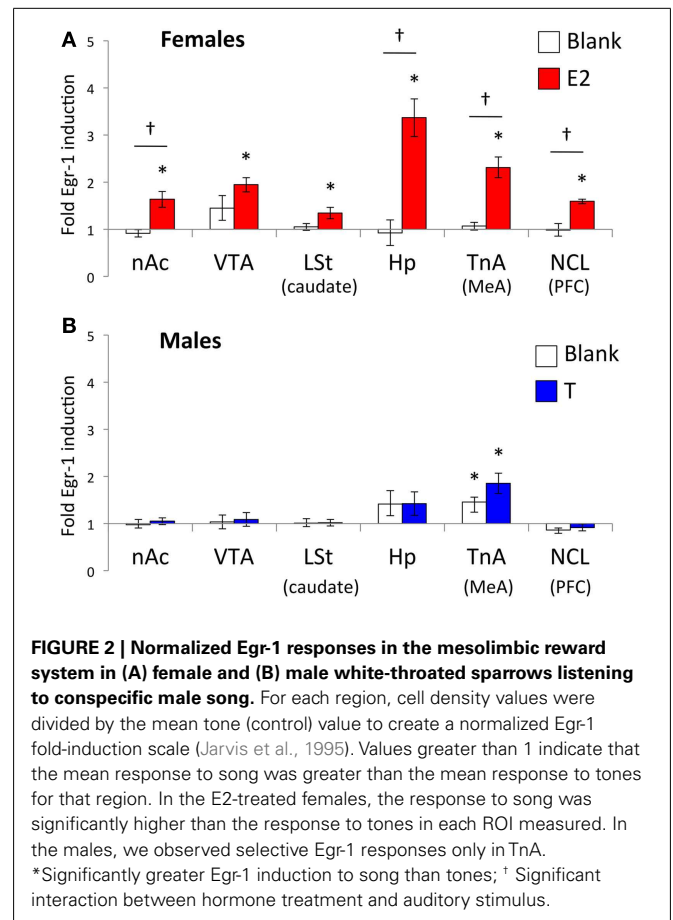 A
Females
Blank
E2
Fold Egr-1 induction
5
4
3
2
1
0
†
*
*
*
†
*
†
*
†
*
nAc VTA LSt Hp TnA NCL
(caudate) (MeA) (PFC)
B
Males
Blank
T
Fold Egr-1 induction
5
4
3
2
1
0
*
*
nAc VTA LSt Hp TnA NCL
(caudate) (MeA) (PFC)
FIGURE 2 | Normalized Egr-1 responses in the mesolimbic reward
system in (A) female and (B) male white-throated sparrows listening
to conspecific male song. For each region, cell density values were
divided by the mean tone (control) value to create a normalized Egr-1
fold-induction scale (Jarvis et al., 1995). Values greater than 1 indicate that
the mean response to song was greater than the mean response to tones
for that region. In the E2-treated females, the response to song was
significantly higher than the response to tones in each ROI measured. In
the males, we observed selective Egr-1 responses only in TnA.
*Significantly greater Egr-1 induction to song than tones; † Significant
interaction between hormone treatment and auditory stimulus.